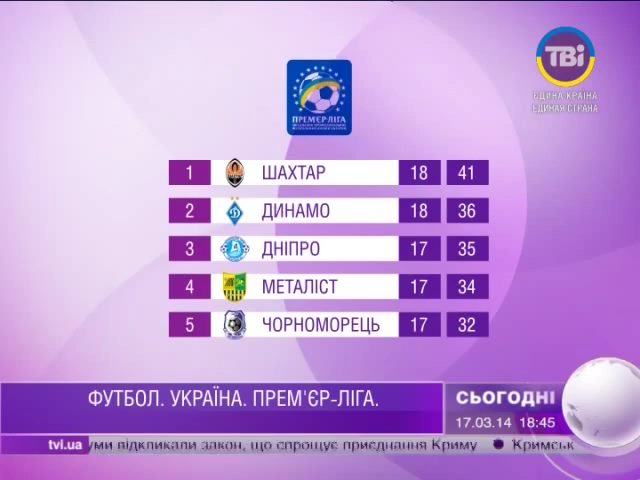 ТВі
ЄДИНА КРАЇНА
ЕДИНАЯ СТРАНА
ПРЕМ'ЄР-ЛІГА
1 ШАХТАР 18 41
2 ДИНАМО 18 36
3 ДНІПРО 17 35
4 МЕТАЛІСТ 17 34
5 ЧОРНОМОРЕЦЬ 17 32
ФУТБОЛ. УКРАЇНА. ПРЕМ'ЄР-ЛІГА.
СЬОГОДНІ
17.03.14 18:45
tvi.ua уми відкликали закон, що спрощує приєднання Криму ● Кримськ